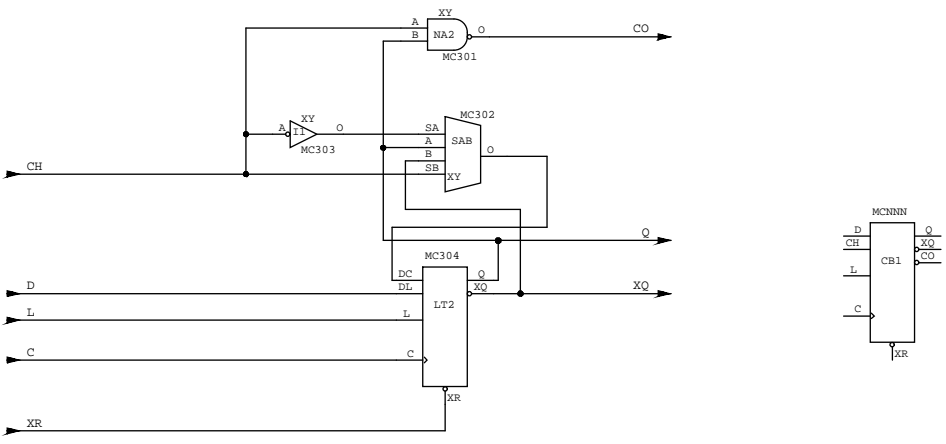 XY
A
B
NA2
O
MC301
CO
XY
A
I1
O
MC303
MC302
SA
A
B
SB
SAB
XY
O
CH
Q
MC304
DC
DL
L
C
LT2
Q
XQ
XR
D
XQ
L
C
XR
MCNNN
D
CH
L
C
CB1
Q
XQ
CO
XR